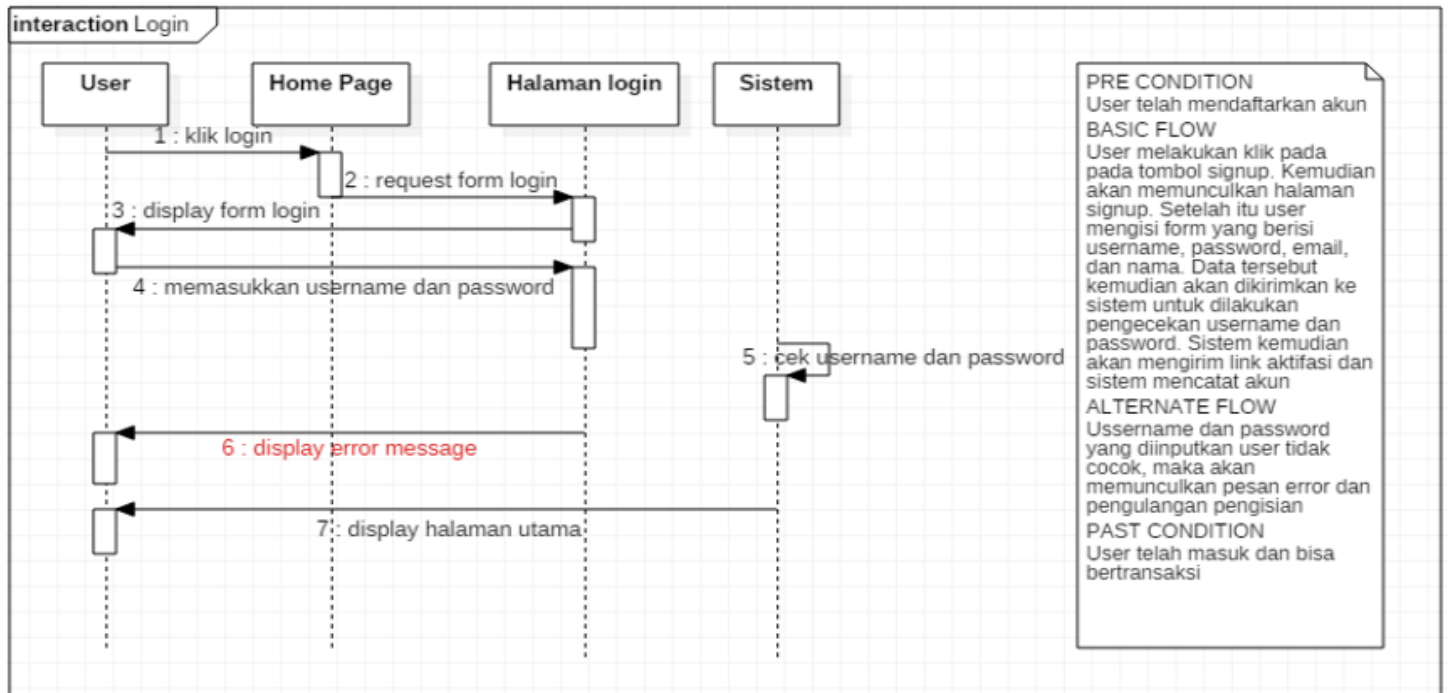 interaction Login
User
Home Page
Halaman login
Sistem
1 : klik login
2 : request form login
3 : display form login
4 : memasukkan username dan password
5 : cek username dan password
6 : display error message
7 : display halaman utama
PRE CONDITION
User telah mendaftarkan akun
BASIC FLOW
User melakukan klik pada
pada tombol signup. Kemudian
akan memunculkan halaman
signup. Setelah itu user
mengisi form yang berisi
username, password, email,
dan nama. Data tersebut
kemudian akan dikirimkan ke
sistem untuk dilakukan
pengecekan username dan
password. Sistem kemudian
akan mengirim link aktifasi dan
sistem mencatat akun
ALTERNATE FLOW
Ussername dan password
yang diinputkan user tidak
cocok, maka akan
memunculkan pesan error dan
pengulangan pengisian
PAST CONDITION
User telah masuk dan bisa
bertransaksi